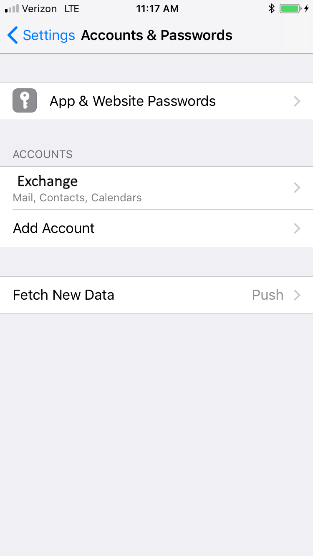 Verizon LTE 11:17 AM
Settings Accounts & Passwords
App & Website Passwords
ACCOUNTS
Exchange
Mail, Contacts, Calendars
Add Account
Fetch New Data Push